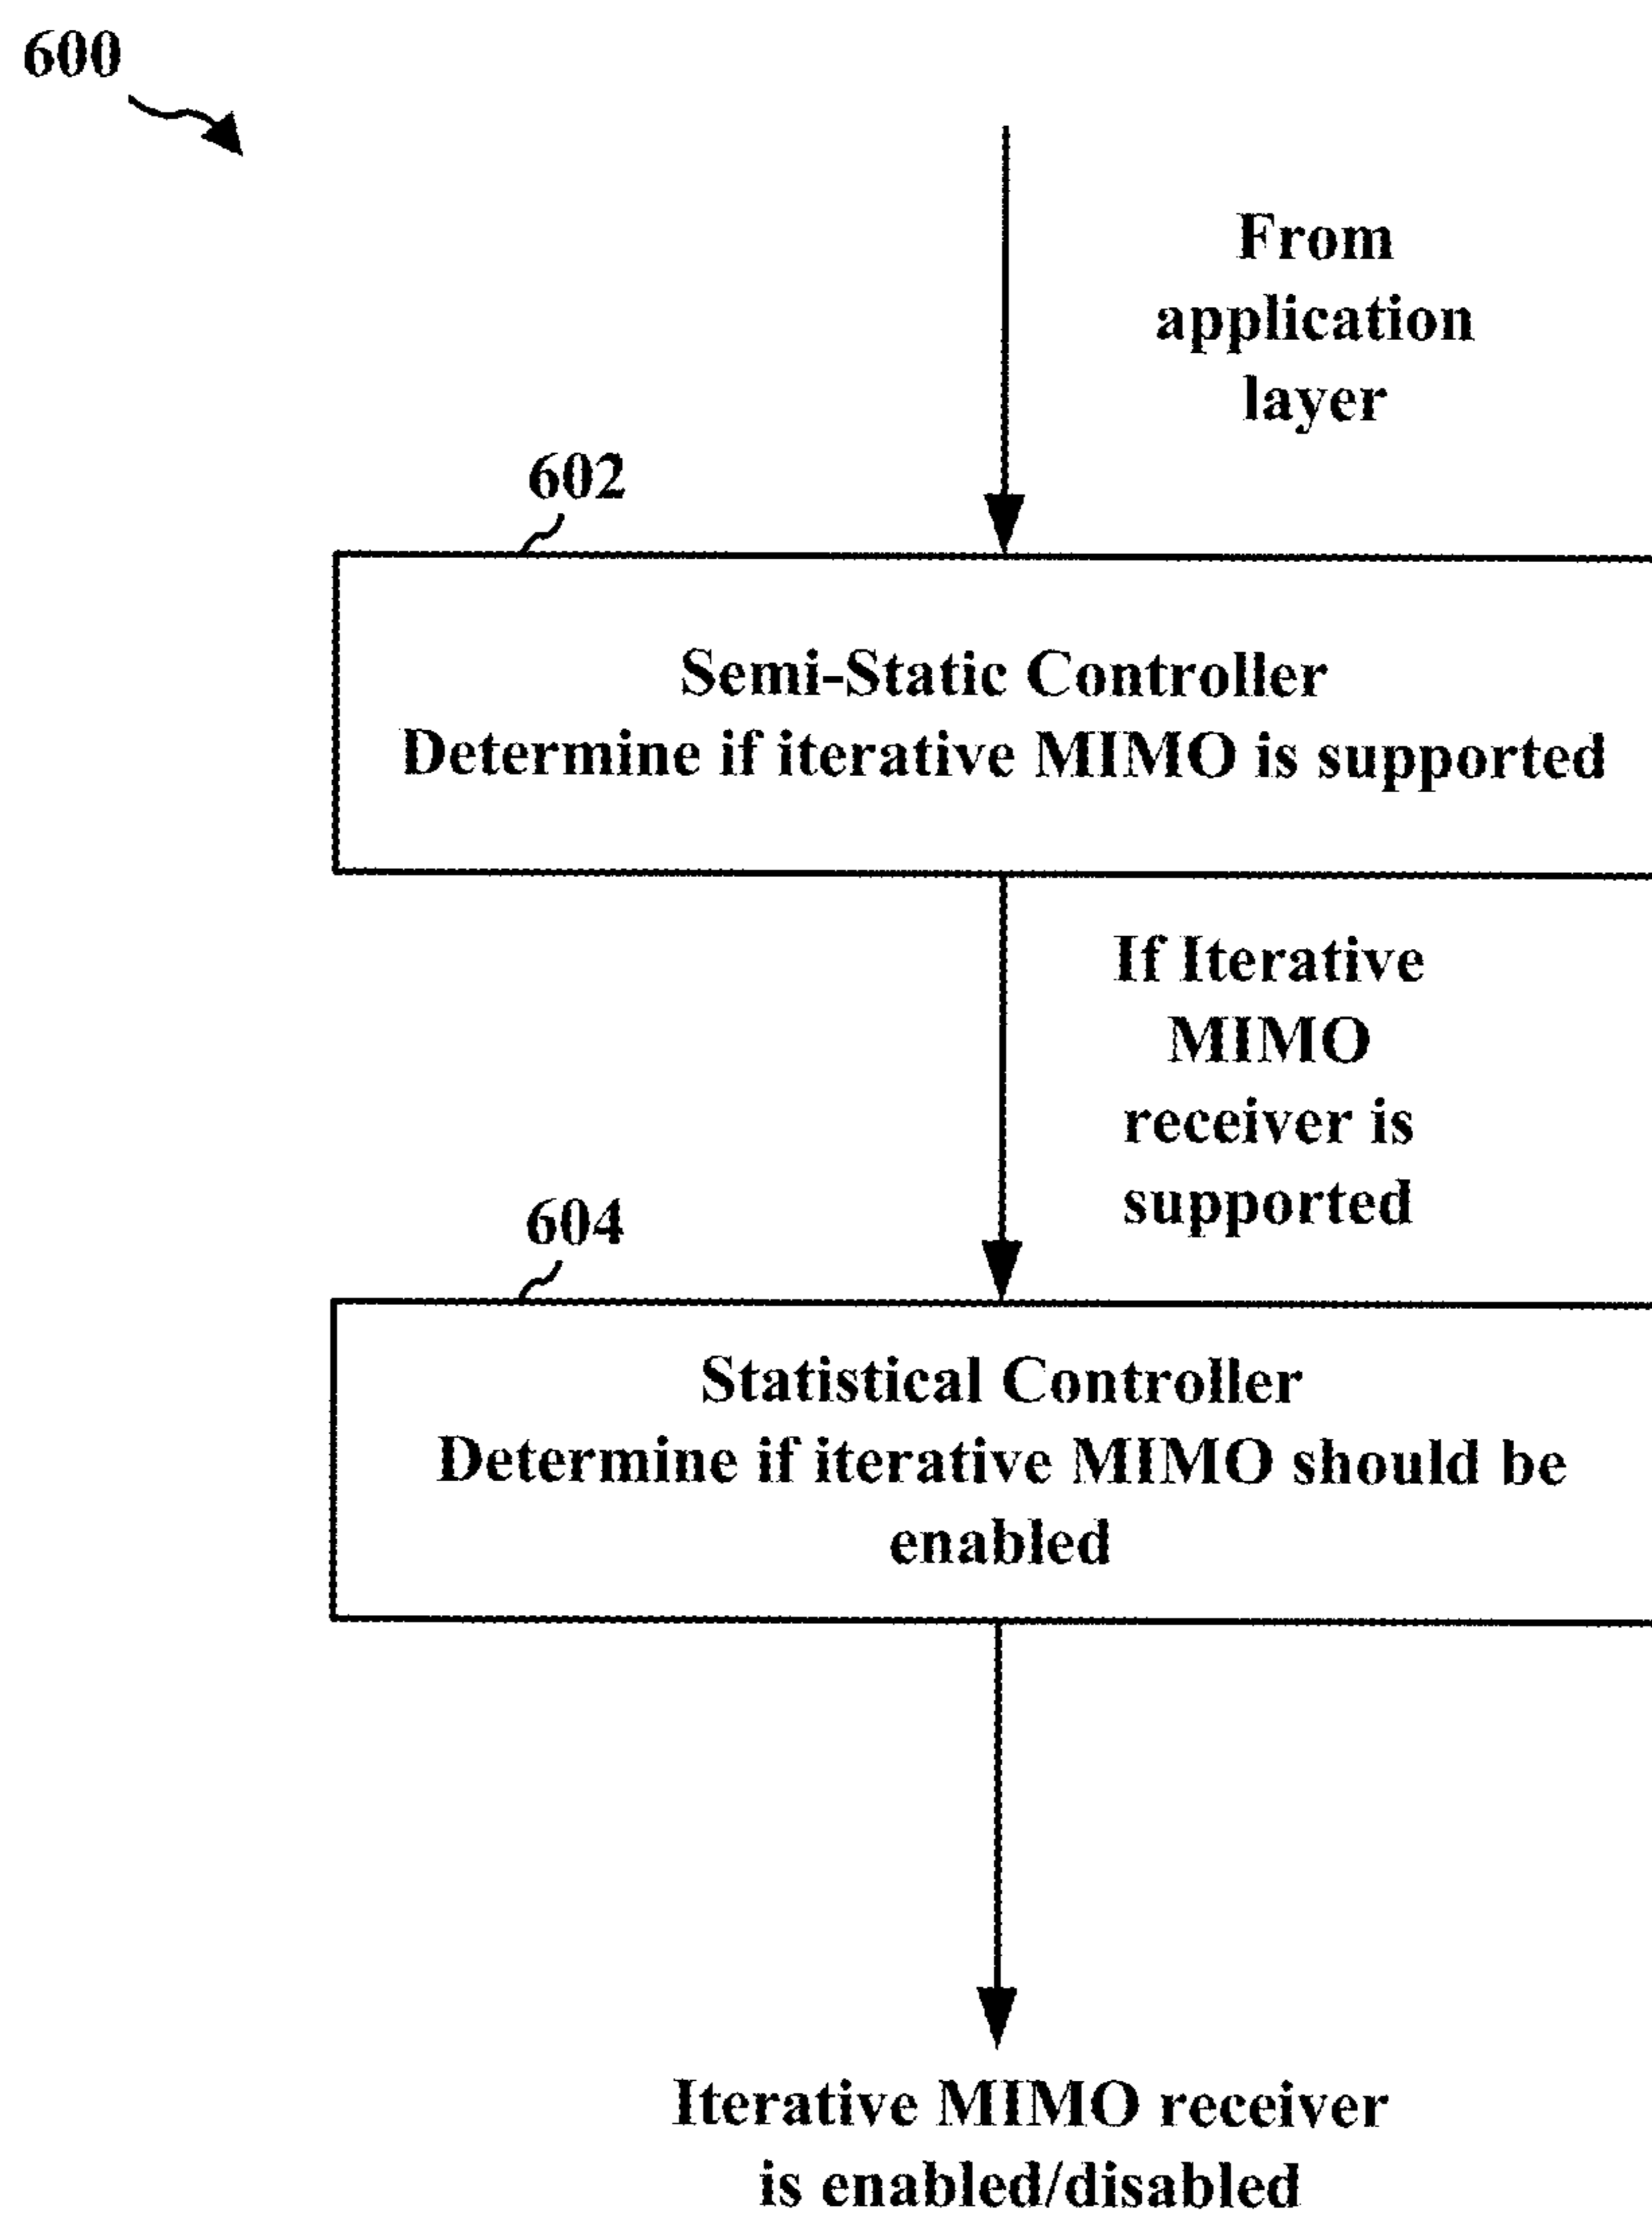 600
From
application
layer
602
Semi-Static Controller
Determine if iterative MIMO is supported
If Iterative
MIMO
receiver is
supported
604
Statistical Controller
Determine if iterative MIMO should be
enabled
Iterative MIMO receiver
is enabled/disabled